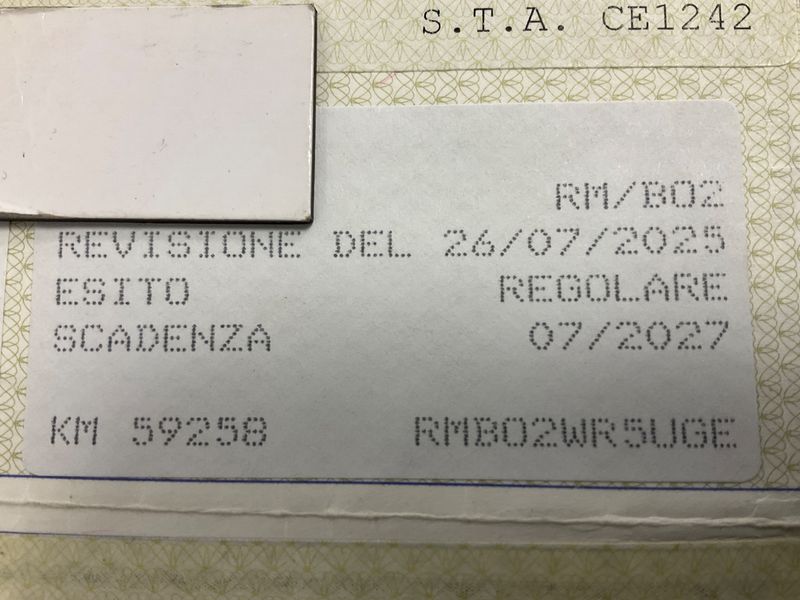 S.T.A. CE1242
RM/B02
REVISIONE DEL 26/07/2025
ESITO REGOLARE
SCADENZA 07/2027
KM 59258 RMB02WR5UGE